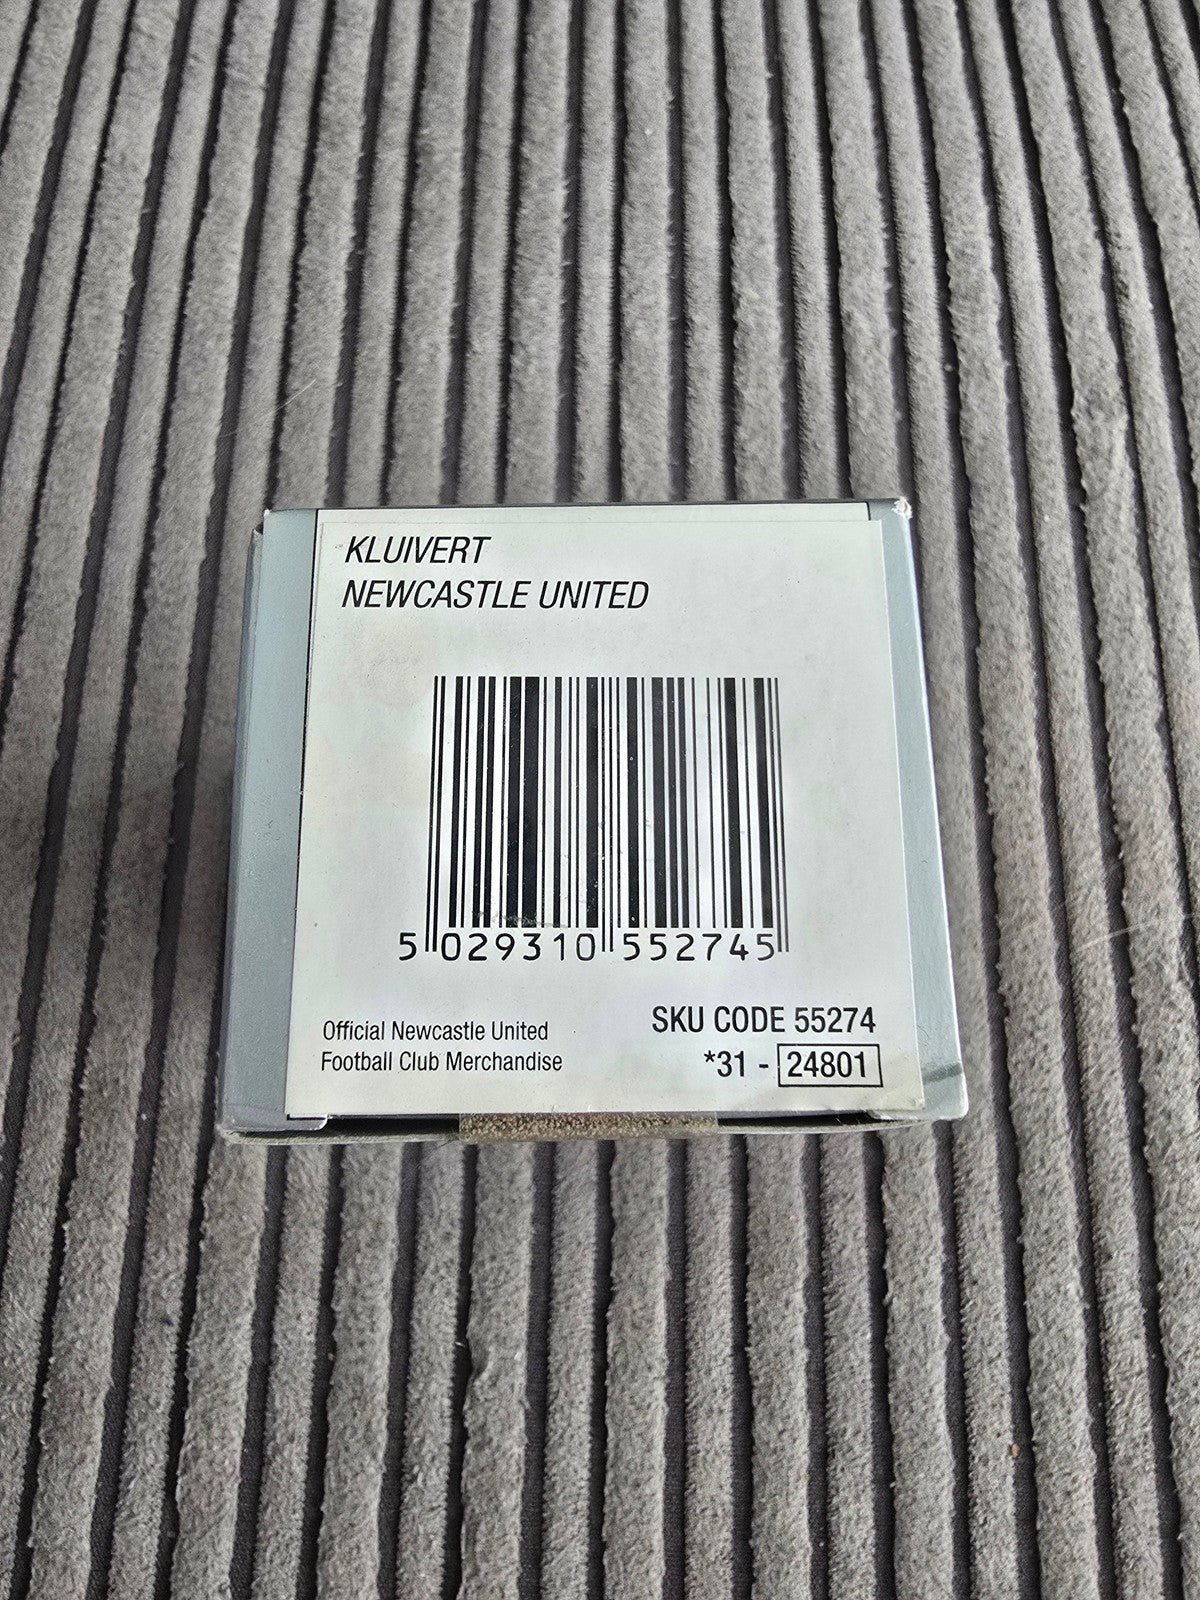 KLUIVERT
NEWCASTLE UNITED
5 029310 552745
Official Newcastle United
Football Club Merchandise
SKU CODE 55274
*31 - 24801